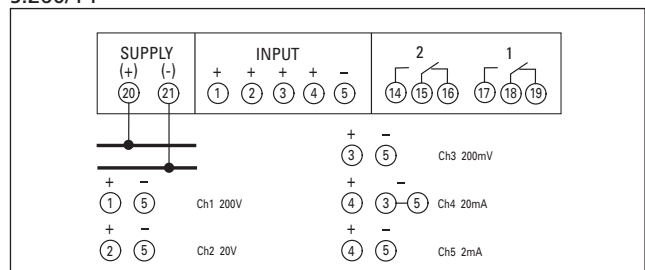 SUPPLY INPUT 2 1
(+) (-) + + + + –
20 21 1 2 3 4 5 14 15 16 17 18 19
+ –
3 5 Ch3 200mV
+ – + –
1 5 Ch1 200V 4 3 5 Ch4 20mA
+ – + –
2 5 Ch2 20V 4 5 Ch5 2mA